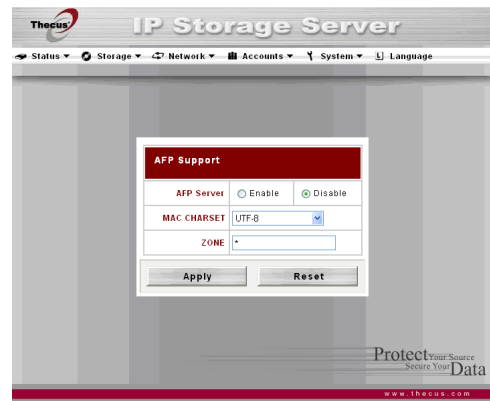 Thecus
IP Storage Server
Status Storage Network Accounts System L Language
AFP Support
AFP Server Enable Disable
MAC CHARSET UTF-8
ZONE *
Apply Reset
Protect Your Source
Secure Your Data
www.thecus.com